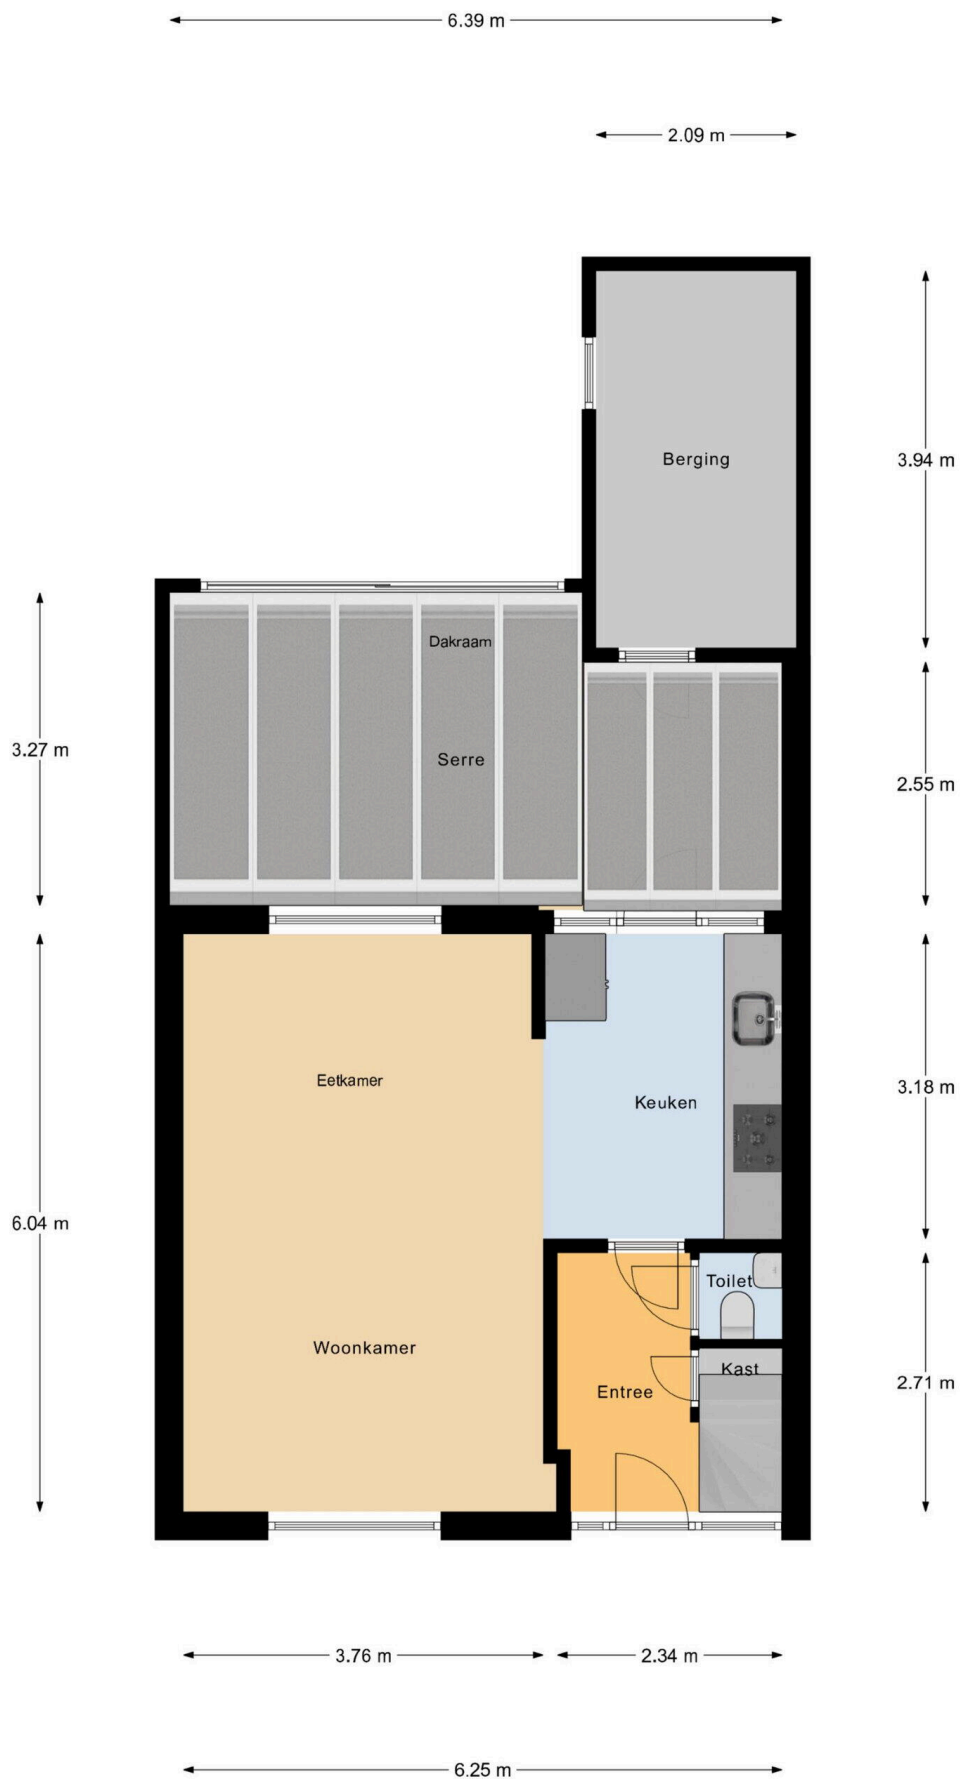 6.39 m
2.09 m
Berging
3.94 m
Dakraam
3.27 m
Serre
2.55 m
Eetkamer
Keuken
3.18 m
6.04 m
Toilet
Woonkamer
Kast
Entree
2.71 m
3.76 m
2.34 m
6.25 m